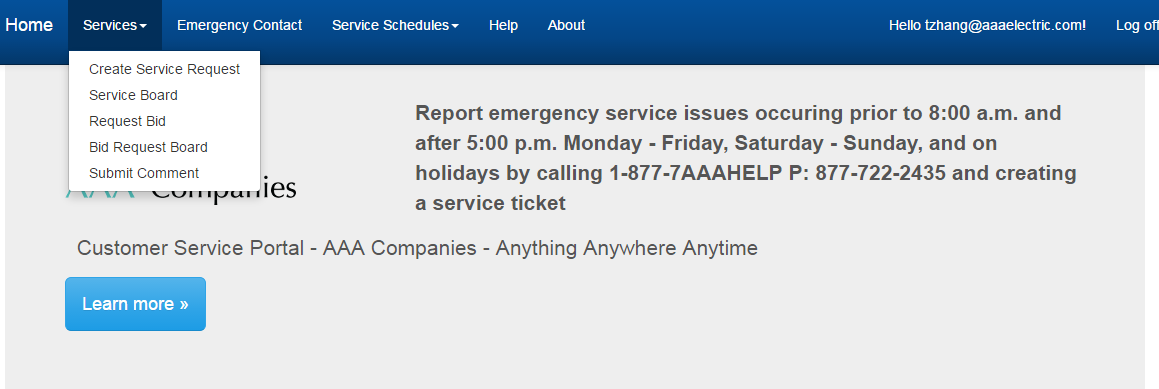 Home Services Emergency Contact Service Schedules Help About Hello tzhang@aaaelectric.com! Log off
Create Service Request
Service Board
Request Bid
Bid Request Board
Submit Comment
AAA Companies
Report emergency service issues occuring prior to 8:00 a.m. and
after 5:00 p.m. Monday - Friday, Saturday - Sunday, and on
holidays by calling 1-877-7AAAHELP P: 877-722-2435 and creating
a service ticket
Customer Service Portal - AAA Companies - Anything Anywhere Anytime
Learn more »